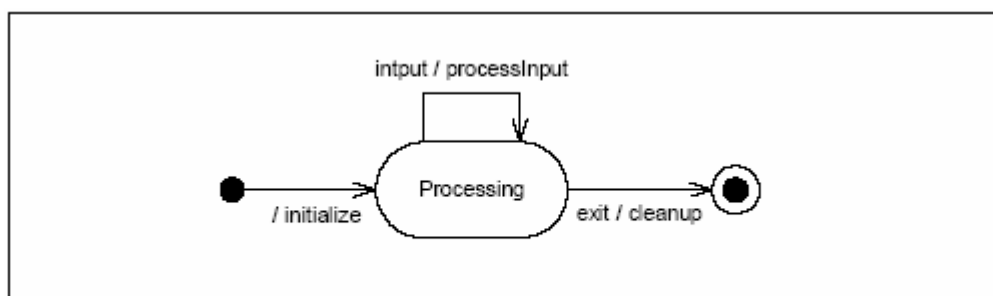 intput / processInput
Processing
/ initialize
exit / cleanup